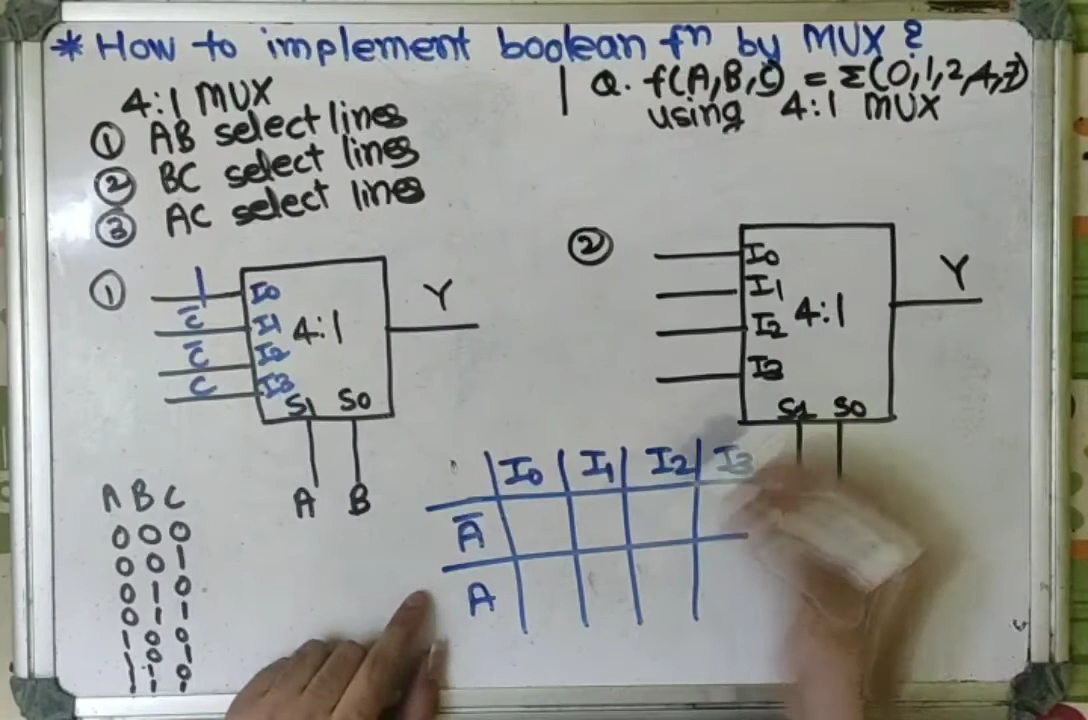 * How to implement boolean fn by MUX ?
4:1 MUX
① AB select lines
② BC select lines
③ AC select lines
| Q. f(A,B,C) = Σ(0,1,2,4,7)
using 4:1 MUX
①
1 I0
C̅ I1
C̅ I2
C I3
4:1
Y
S1 S0
A B
②
I0
I1
I2
I3
4:1
Y
S1 S0
I0 I1 I2 I3
A̅
A
A B C
0 0 0
0 0 1
0 1 0
0 1 1
1 0 0
1 0 1
1 1 0